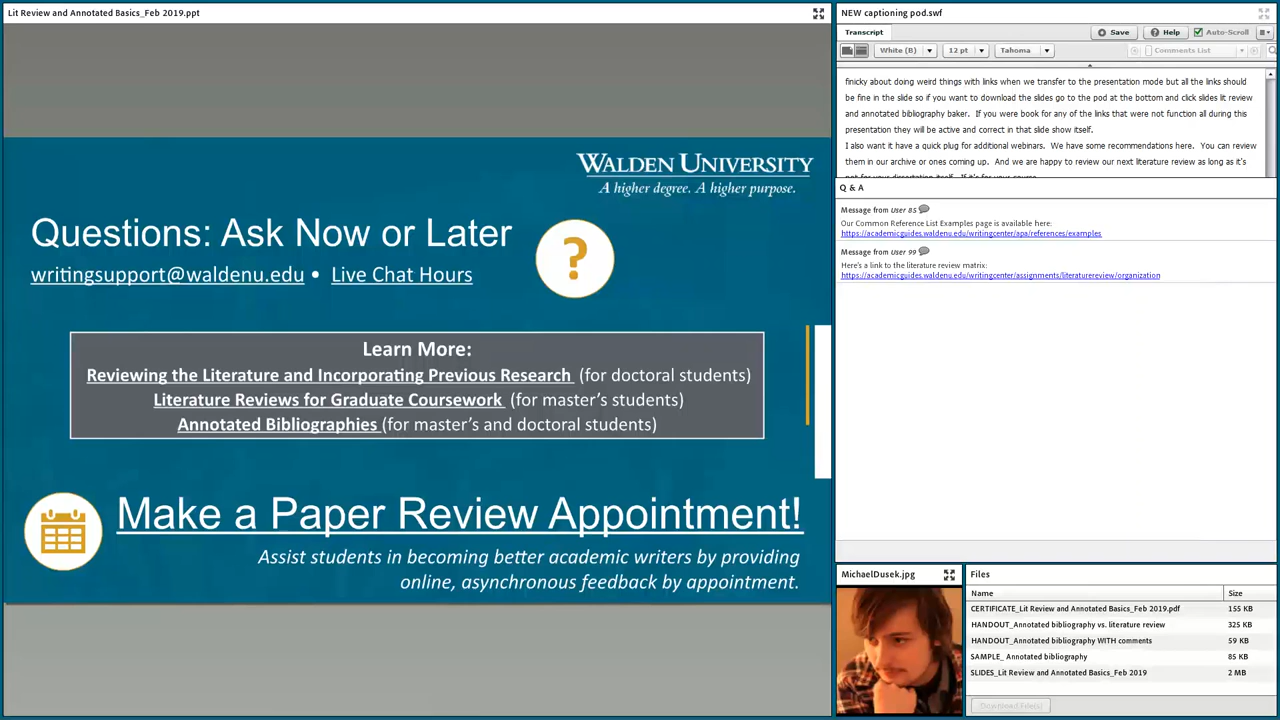 Lit Review and Annotated Basics_Feb 2019.ppt
WALDEN UNIVERSITY
A higher degree. A higher purpose.
Questions: Ask Now or Later
writingsupport@waldenu.edu • Live Chat Hours
?
Learn More:
Reviewing the Literature and Incorporating Previous Research (for doctoral students)
Literature Reviews for Graduate Coursework (for master's students)
Annotated Bibliographies (for master's and doctoral students)
Make a Paper Review Appointment!
Assist students in becoming better academic writers by providing
online, asynchronous feedback by appointment.
NEW captioning pod.swf
Transcript
Save
Help
Auto-Scroll
White (B)
12 pt
Tahoma
Comments List
finicky about doing weird things with links when we transfer to the presentation mode but all the links should
be fine in the slide so if you want to download the slides go to the pod at the bottom and click slides lit review
and annotated bibliography baker. If you were book for any of the links that were not function all during this
presentation they will be active and correct in that slide show itself.
I also want it have a quick plug for additional webinars. We have some recommendations here. You can review
them in our archive or ones coming up. And we are happy to review our next literature review as long as it's
not for your dissertation itself. If it's for your course
Q & A
Message from User 85
Our Common Reference List Examples page is available here:
https://academicguides.waldenu.edu/writingcenter/apa/references/examples
Message from User 99
Here's a link to the literature review matrix:
https://academicguides.waldenu.edu/writingcenter/assignments/literaturereview/organization
MichaelDusek.jpg
Files
Name Size
CERTIFICATE_Lit Review and Annotated Basics_Feb 2019.pdf 155 KB
HANDOUT_Annotated bibliography vs. literature review 325 KB
HANDOUT_Annotated bibliography WITH comments 59 KB
SAMPLE_ Annotated bibliography 85 KB
SLIDES_Lit Review and Annotated Basics_Feb 2019 2 MB
Download File(s)